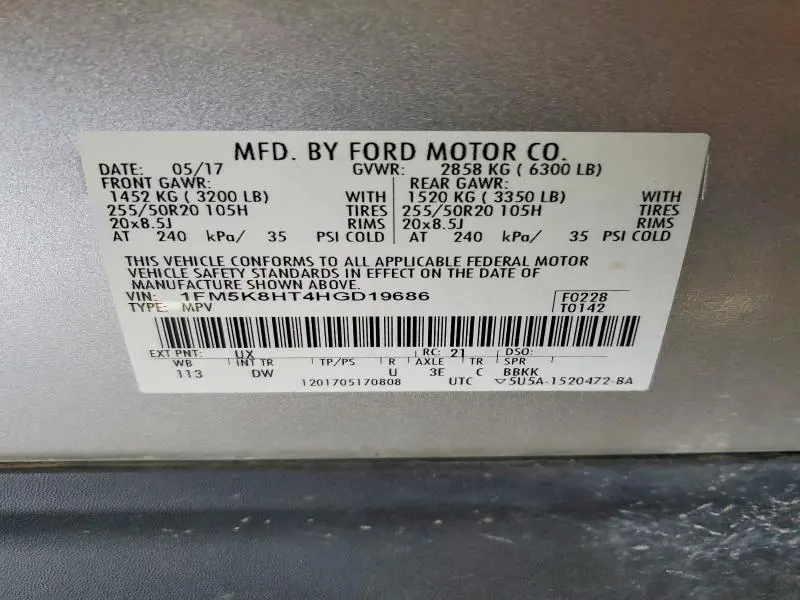 MFD. BY FORD MOTOR CO.
DATE: 05/17 GVWR: 2858 KG ( 6300 LB)
FRONT GAWR: REAR GAWR:
1452 KG ( 3200 LB) WITH 1520 KG ( 3350 LB) WITH
255/50R20 105H TIRES 255/50R20 105H TIRES
20x8.5J RIMS 20x8.5J RIMS
AT 240 kPa/ 35 PSI COLD AT 240 kPa/ 35 PSI COLD
THIS VEHICLE CONFORMS TO ALL APPLICABLE FEDERAL MOTOR
VEHICLE SAFETY STANDARDS IN EFFECT ON THE DATE OF
MANUFACTURE SHOWN ABOVE.
VIN: 1FM5K8HT4HGD19686 F0228
TYPE: MPV T0142
EXT PNT: UX RC: 21 DSO:
WB INT TR TP/PS R AXLE TR SPR
113 DW U 3E C BBKK
1201705170808 UTC ▽5U5A-1520472-BA